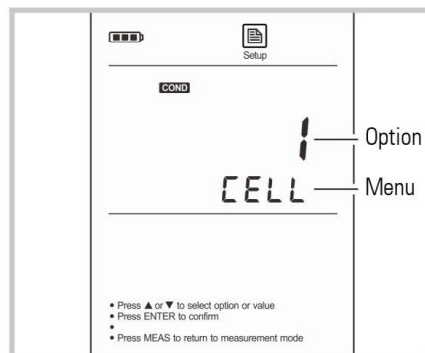 Setup
COND
1 Option
CELL Menu
• Press ▲ or ▼ to select option or value
• Press ENTER to confirm
•
• Press MEAS to return to measurement mode